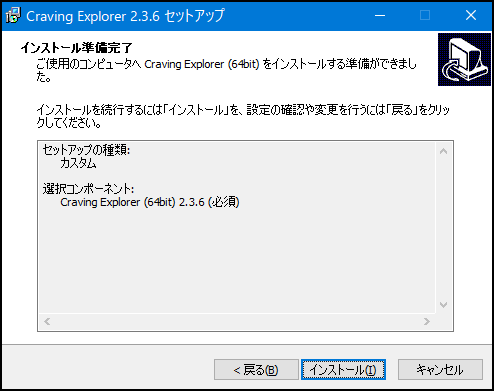 Craving Explorer 2.3.6 セットアップ
インストール準備完了
ご使用のコンピュータへ Craving Explorer (64bit) をインストールする準備ができまし
た。
インストールを続行するには「インストール」を、設定の確認や変更を行うには「戻る」をクリッ
クしてください。
セットアップの種類:
カスタム
選択コンポーネント:
Craving Explorer (64bit) 2.3.6 (必須)
< 戻る(B)
インストール(I)
キャンセル